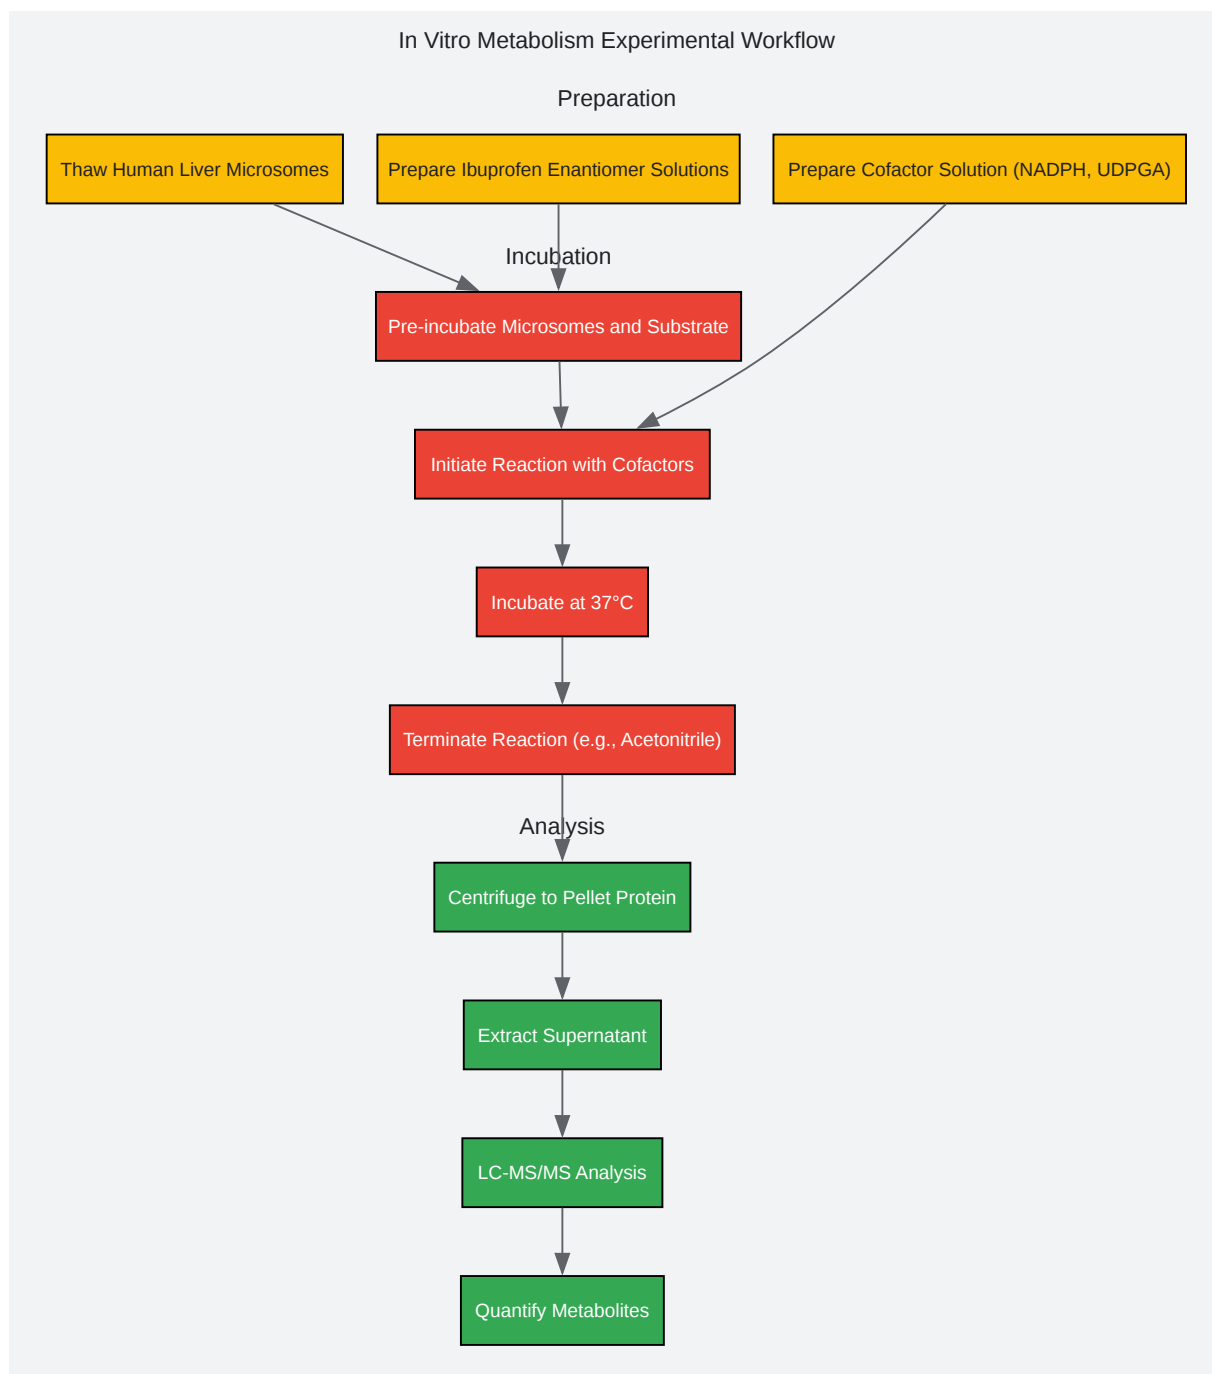 In Vitro Metabolism Experimental Workflow
Preparation
Thaw Human Liver Microsomes
Prepare Ibuprofen Enantiomer Solutions
Prepare Cofactor Solution (NADPH, UDPGA)
Incubation
Pre-incubate Microsomes and Substrate
Initiate Reaction with Cofactors
Incubate at 37°C
Terminate Reaction (e.g., Acetonitrile)
Analysis
Centrifuge to Pellet Protein
Extract Supernatant
LC-MS/MS Analysis
Quantify Metabolites